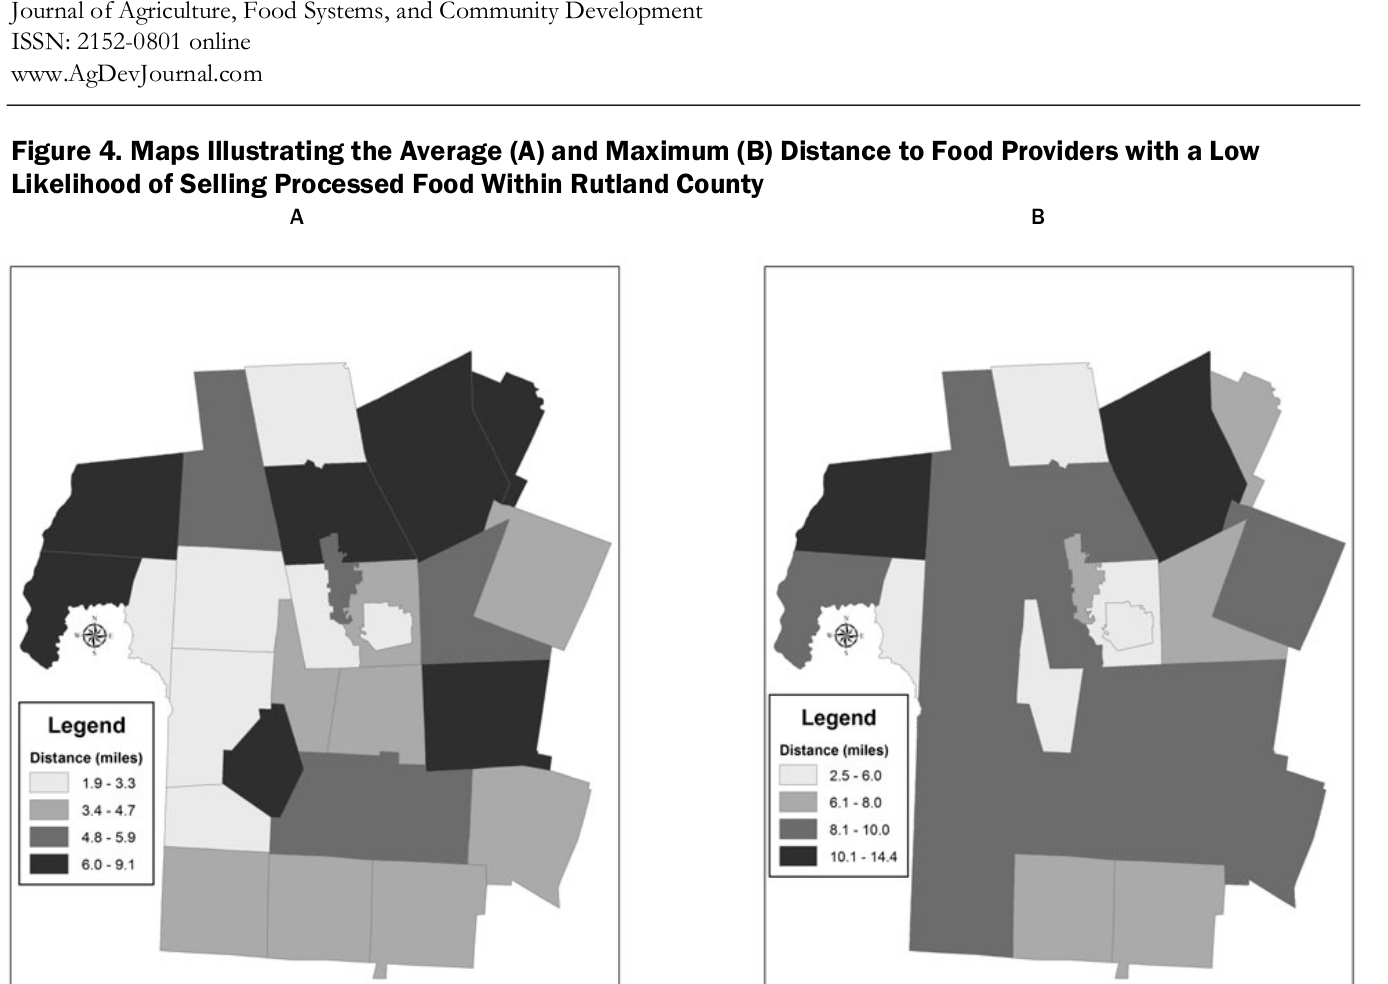 Journal of Agriculture, Food Systems, and Community Development
ISSN: 2152-0801 online
www.AgDevJournal.com
Figure 4. Maps Illustrating the Average (A) and Maximum (B) Distance to Food Providers with a Low
Likelihood of Selling Processed Food Within Rutland County
A
B
N
W E
S
Legend
Distance (miles)
1.9 - 3.3
3.4 - 4.7
4.8 - 5.9
6.0 - 9.1
N
W E
S
Legend
Distance (miles)
2.5 - 6.0
6.1 - 8.0
8.1 - 10.0
10.1 - 14.4